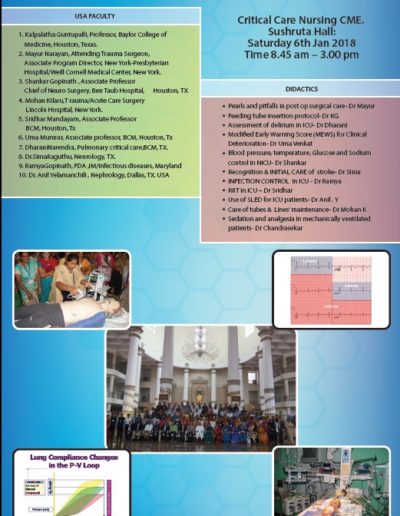 USA FACULTY
1. Kalpalatha Guntupalli, Professor, Baylor College of
Medicine, Houston, Texas.
2. Mayur Narayan, Attending Trauma Surgeon,
Associate Program Director, New York-Presbyterian
Hospital/Weill Cornell Medical Center, New York.
3. Shankar Gopinath , Associate Professor
Chief of Neuro Surgery, Ben Taub Hospital, Houston, TX
4. Mohan Kilaru,Trauma/Acute Care Surgery
Lincoln Hospital, New York.
5. Sridhar Mandayam, Associate Professor
BCM, Houston, Tx
6. Uma Munnur, Associate professor, BCM, Houston, Tx
7. DharaniNarendra, Pulmonary critical care,BCM, TX.
8. Dr.Simaitaguthu, Neurology, TX.
9. RamyaGopinath, FDA JM/Infectious diseases, Maryland
10. Dr. Anil Yelamanchili , Nephrology, Dallas, TX. USA
Critical Care Nursing CME.
Sushruta Hall:
Saturday 6th Jan 2018
Time 8.45 am – 3.00 pm
DIDACTICS
• Pearls and pitfalls in post op surgical care- Dr Mayur
• Feeding tube insertion protocol- Dr KG
• Assessment of delirium in ICU- Dr Dharani
• Modified Early Warning Score (MEWS) for Clinical
Deterioration- Dr Uma Venkat
• Blood pressure, temperature, Glucose and Sodium
control in NICU- Dr Shankar
• Recognition & INITIAL CARE of stroke- Dr Sima
• INFECTION CONTROL in ICU - Dr Ramya
• RRT in ICU – Dr Sridhar
• Use of SLED for ICU patients- Dr Anil . Y
• Care of tubes & Lines' maintenance- Dr Mohan K
• Sedation and analgesia in mechanically ventilated
patients- Dr Chandrasekar
Lung Compliance Changes
in the P-V Loop